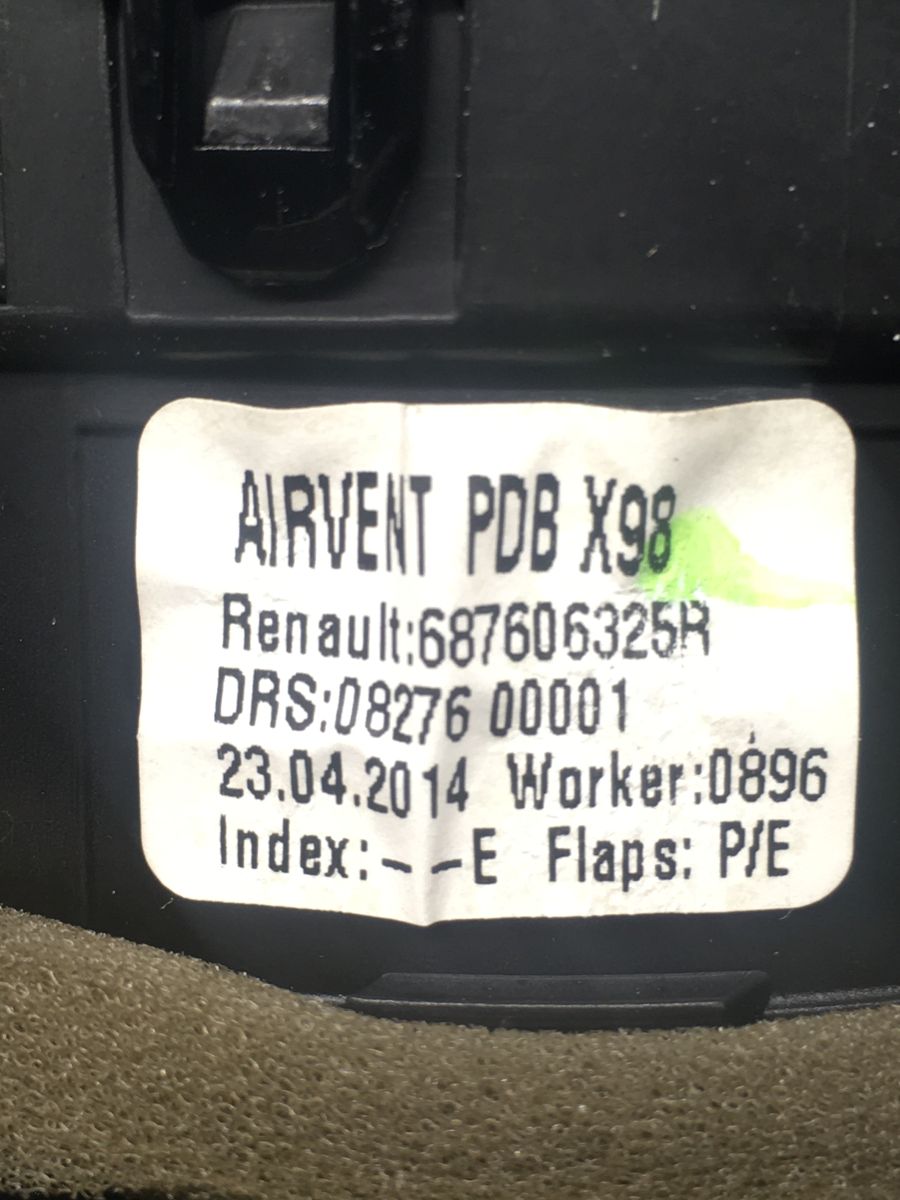 AIRVENT PDB X98
Renault:687606325R
DRS:08276 00001
23.04.2014 Worker:0896
Index:--E Flaps: P/E